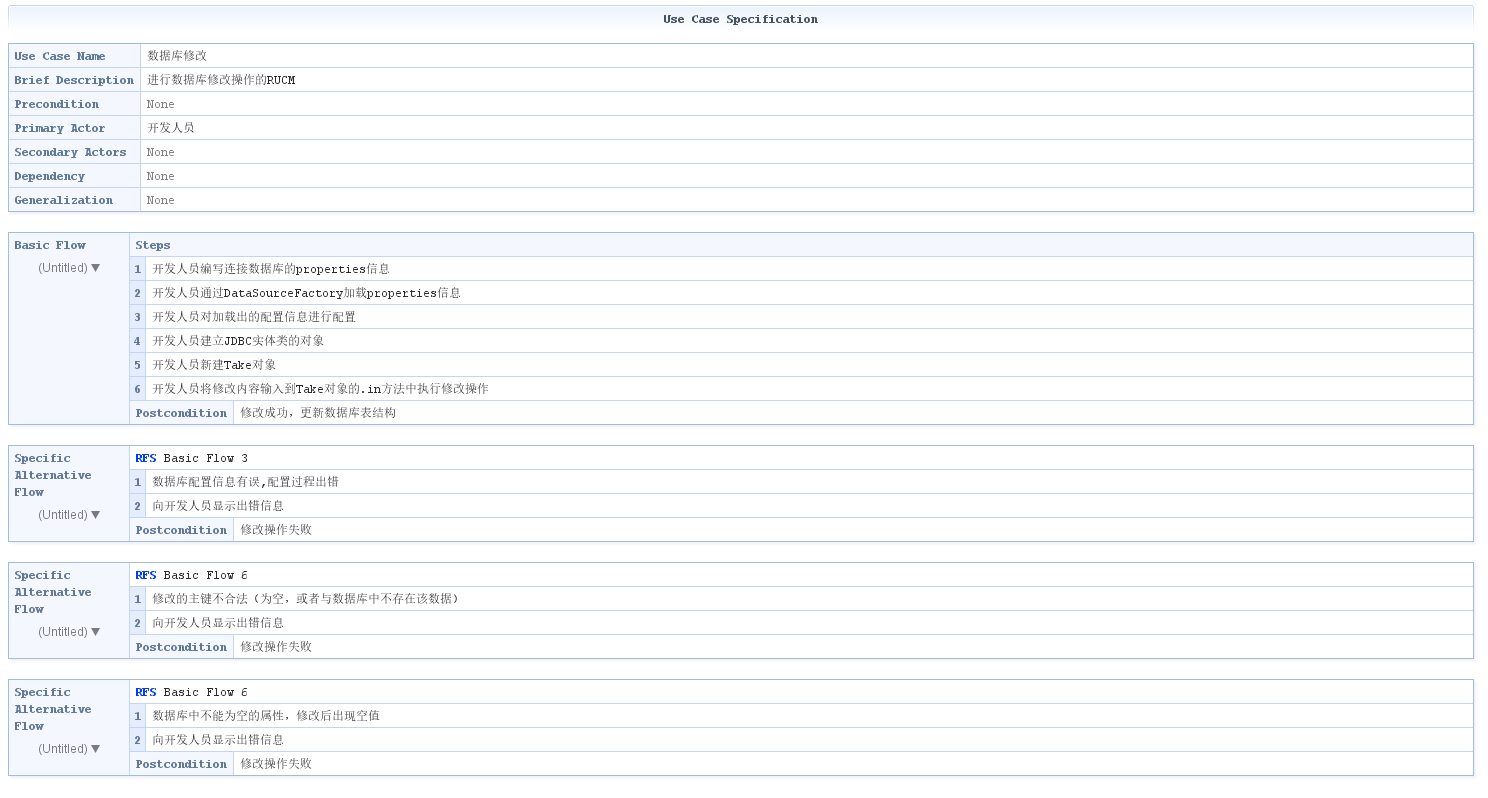 Use Case Specification
Use Case Name 数据库修改
Brief Description 进行数据库修改操作的RUCM
Precondition None
Primary Actor 开发人员
Secondary Actors None
Dependency None
Generalization None
Basic Flow Steps
(Untitled) ▼
1 开发人员编写连接数据库的properties信息
2 开发人员通过DataSourceFactory加载properties信息
3 开发人员对加载出的配置信息进行配置
4 开发人员建立JDBC实体类的对象
5 开发人员新建Take对象
6 开发人员将修改内容输入到Take对象的.in方法中执行修改操作
Postcondition 修改成功，更新数据库表结构
Specific
Alternative
Flow
(Untitled) ▼
RFS Basic Flow 3
1 数据库配置信息有误,配置过程出错
2 向开发人员显示出错信息
Postcondition 修改操作失败
Specific
Alternative
Flow
(Untitled) ▼
RFS Basic Flow 6
1 修改的主键不合法（为空，或者与数据库中不存在该数据）
2 向开发人员显示出错信息
Postcondition 修改操作失败
Specific
Alternative
Flow
(Untitled) ▼
RFS Basic Flow 6
1 数据库中不能为空的属性，修改后出现空值
2 向开发人员显示出错信息
Postcondition 修改操作失败